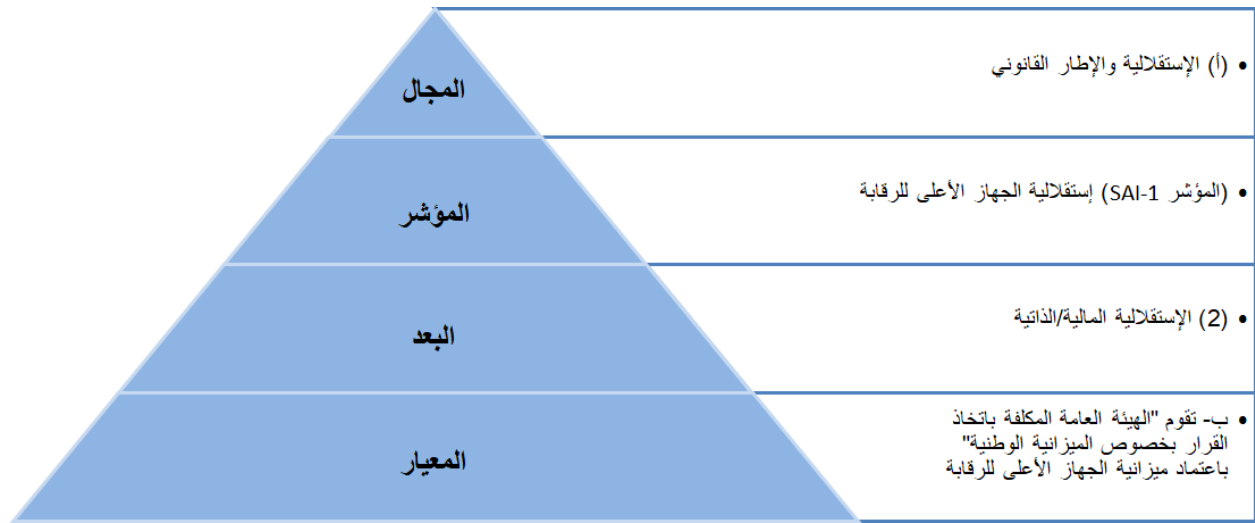 المجال
• (أ) الإستقلالية والإطار القانوني
المؤشر
• (المؤشر SAI-1) إستقلالية الجهاز الأعلى للرقابة
البعد
• (2) الإستقلالية المالية/الذاتية
المعيار
• ب- تقوم "الهيئة العامة المكلفة باتخاذ
القرار بخصوص الميزانية الوطنية"
باعتماد ميزانية الجهاز الأعلى للرقابة